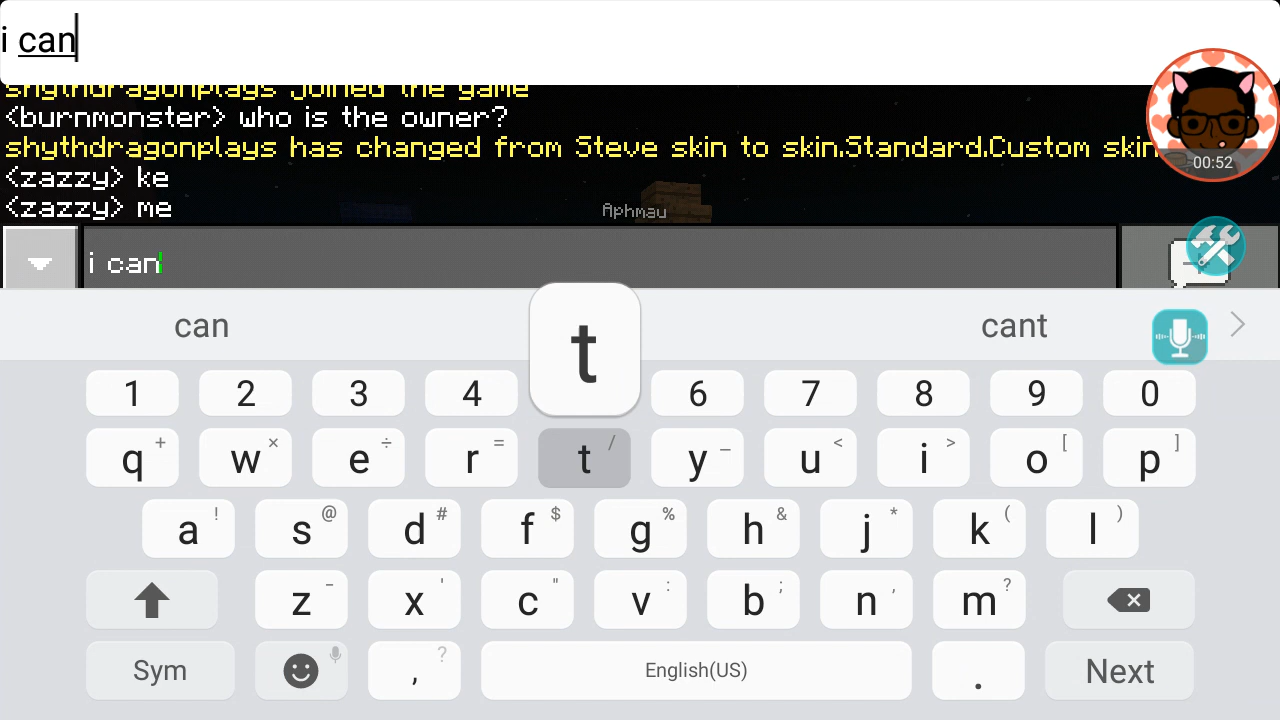 i can
shythdragonplays joined the game
<burnmonster> who is the owner?
shythdragonplays has changed from Steve skin to skin.Standard.Custom skin
<zazzy> ke
00:52
<zazzy> me
Aphmau
i can
can cant
t
1 2 3 4 6 7 8 9 0
q + w × e ÷ r = t / y _ u < i > o [ p ]
a ! s @ d # f $ g % h & j * k ( l )
z - x ' c " v : b ; n , m ?
Sym , ? English(US) . Next